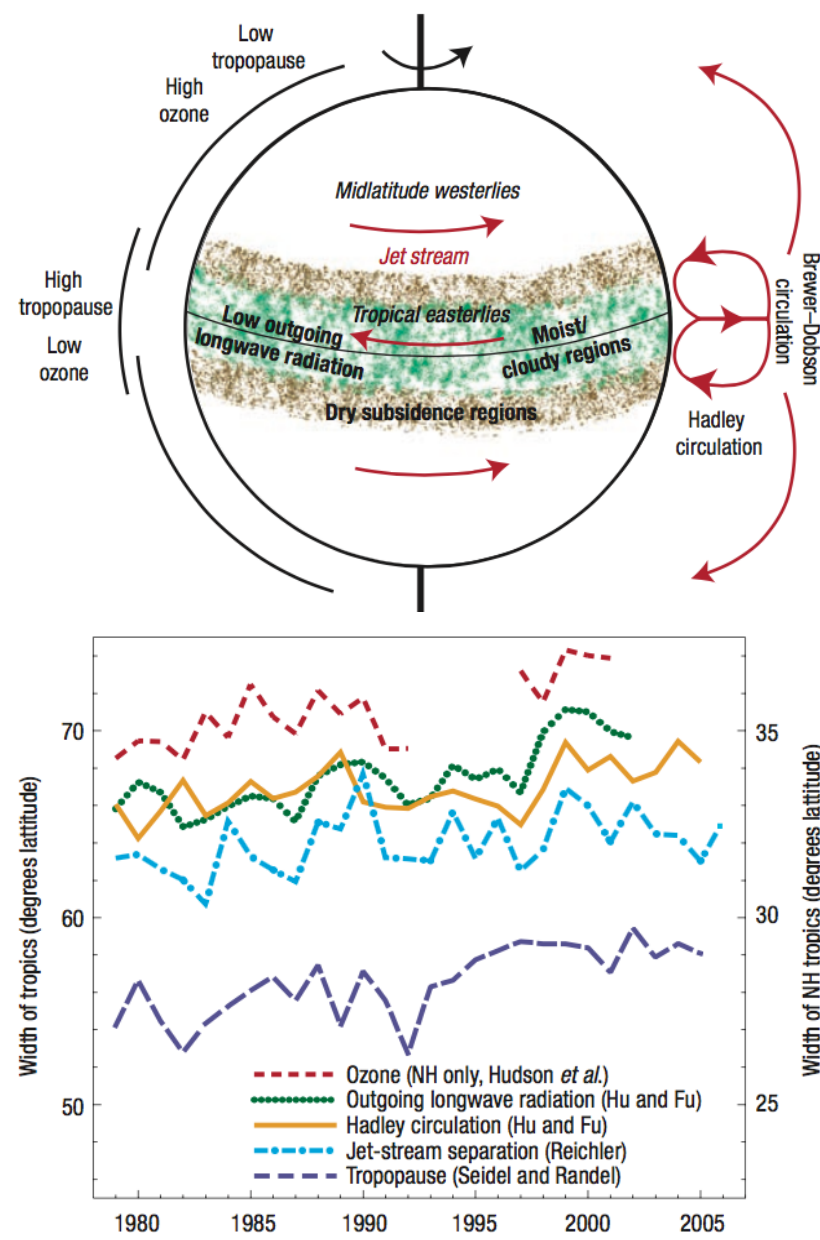 Low
tropopause
High
ozone
Midlatitude westerlies
Jet stream
High
tropopause
Low
ozone
Tropical easterlies
Low outgoing
longwave radiation
Moist/
cloudy regions
Dry subsidence regions
Brewer–Dobson
circulation
Hadley
circulation
Width of tropics (degrees lattitude)
70
60
50
35
30
25
Width of NH tropics (degrees latitude)
Ozone (NH only, Hudson et al.)
Outgoing longwave radiation (Hu and Fu)
Hadley circulation (Hu and Fu)
Jet-stream separation (Reichler)
Tropopause (Seidel and Randel)
1980
1985
1990
1995
2000
2005